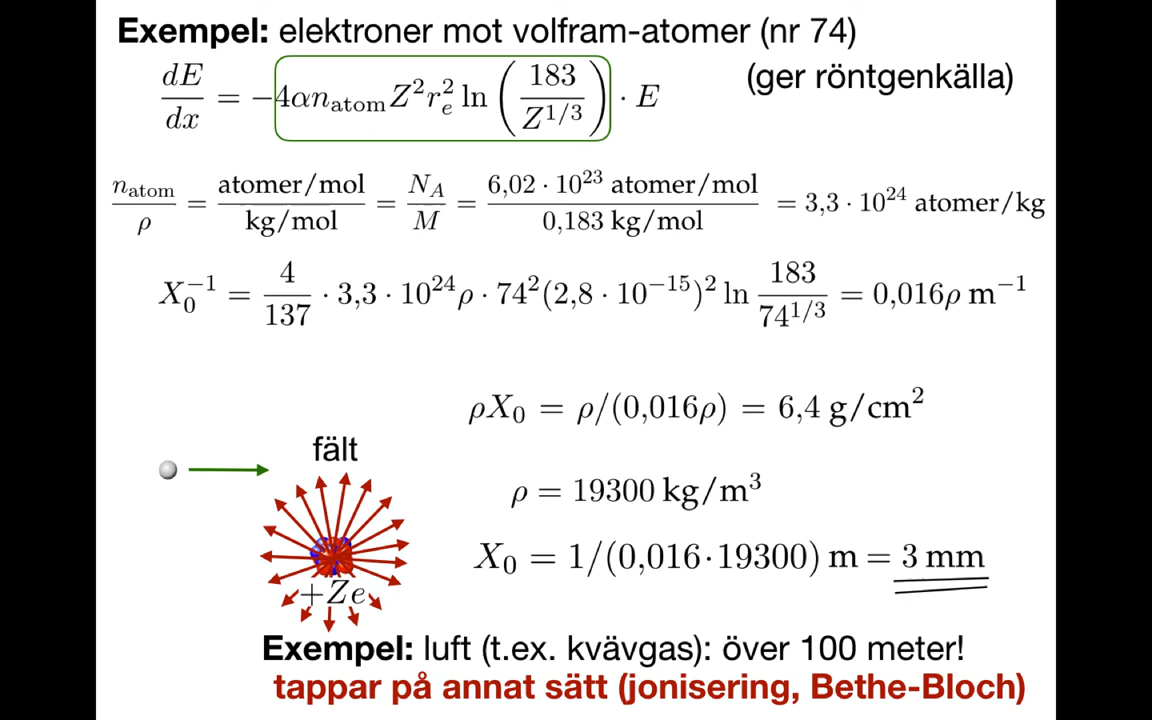 Exempel: elektroner mot volfram-atomer (nr 74)
(ger röntgenkälla)
dE/dx = −4αn_atom Z² r_e² ln(183/Z^{1/3}) · E
n_atom/ρ = atomer/mol / kg/mol = N_A/M = 6,02 · 10²³ atomer/mol / 0,183 kg/mol = 3,3 · 10²⁴ atomer/kg
X₀⁻¹ = 4/137 · 3,3 · 10²⁴ρ · 74²(2,8 · 10⁻¹⁵)² ln 183/74^{1/3} = 0,016ρ m⁻¹
ρX₀ = ρ/(0,016ρ) = 6,4 g/cm²
fält
ρ = 19300 kg/m³
X₀ = 1/(0,016·19300) m = 3 mm
+Ze
Exempel: luft (t.ex. kvävgas): över 100 meter!
tappar på annat sätt (jonisering, Bethe-Bloch)